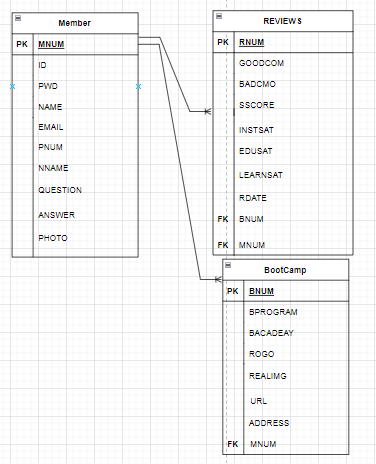 Member
PK MNUM
ID
PWD
NAME
EMAIL
PNUM
NNAME
QUESTION
ANSWER
PHOTO
REVIEWS
PK RNUM
GOODCOM
BADCMO
SSCORE
INSTSAT
EDUSAT
LEARNSAT
RDATE
FK BNUM
FK MNUM
BootCamp
PK BNUM
BPROGRAM
BACADEAY
ROGO
REALIMG
URL
ADDRESS
FK MNUM